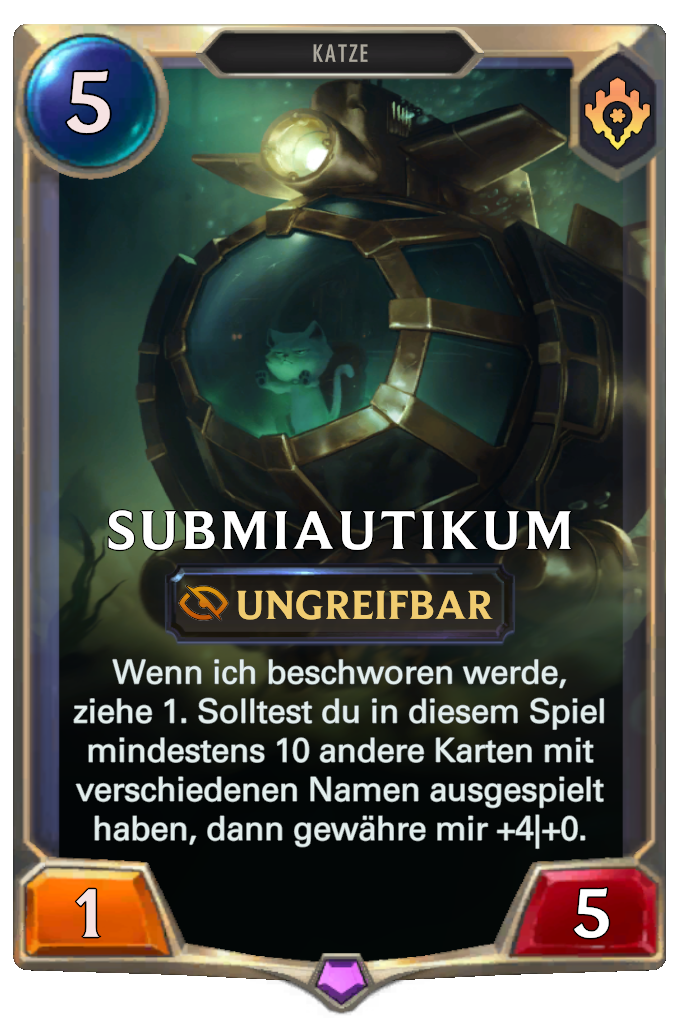 5
KATZE
SUBMIAUTIKUM
UNGREIFBAR
Wenn ich beschworen werde,
ziehe 1. Solltest du in diesem Spiel
mindestens 10 andere Karten mit
verschiedenen Namen ausgespielt
haben, dann gewähre mir +4|+0.
1
5